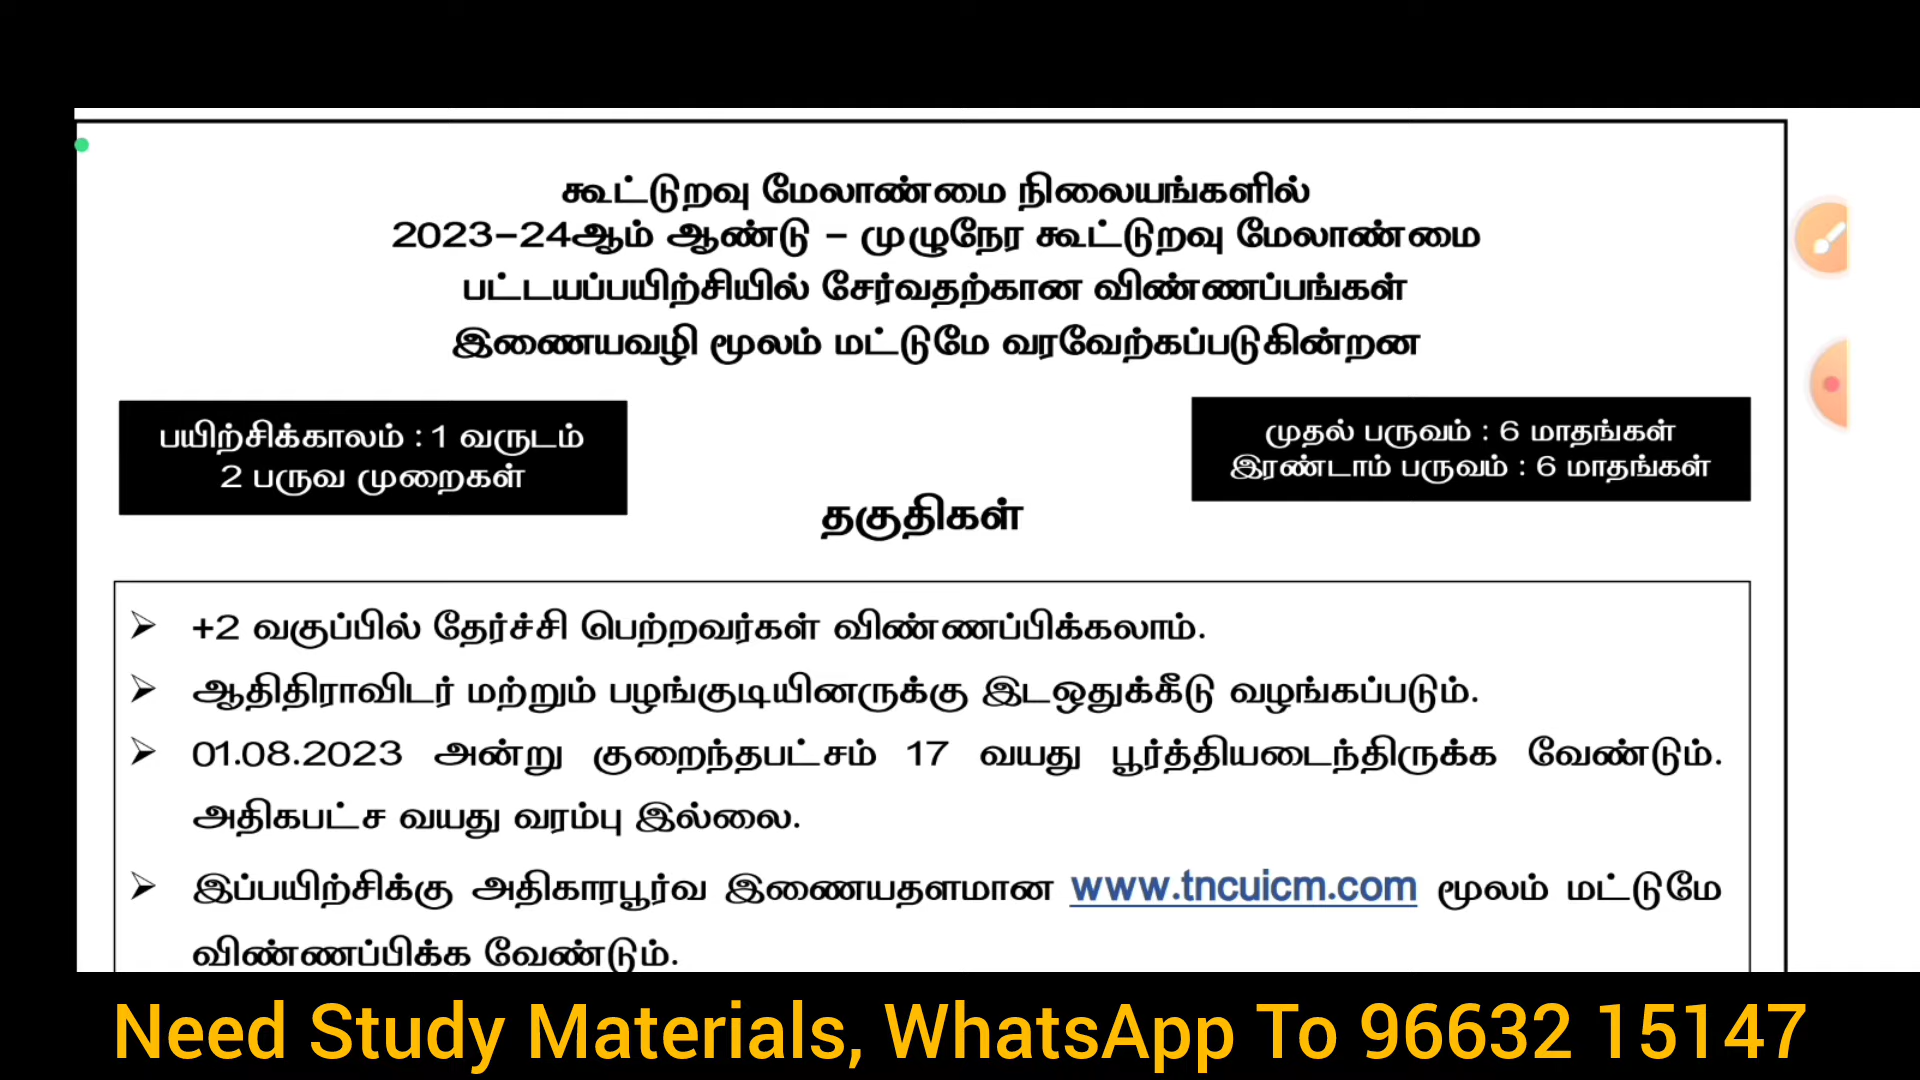 கூட்டுறவு மேலாண்மை நிலையங்களில்
2023-24ஆம் ஆண்டு - முழுநேர கூட்டுறவு மேலாண்மை
பட்டயப்பயிற்சியில் சேர்வதற்கான விண்ணப்பங்கள்
இணையவழி மூலம் மட்டுமே வரவேற்கப்படுகின்றன
பயிற்சிக்காலம் : 1 வருடம்
2 பருவ முறைகள்
முதல் பருவம் : 6 மாதங்கள்
இரண்டாம் பருவம் : 6 மாதங்கள்
தகுதிகள்
➢ +2 வகுப்பில் தேர்ச்சி பெற்றவர்கள் விண்ணப்பிக்கலாம்.
➢ ஆதிதிராவிடர் மற்றும் பழங்குடியினருக்கு இடஒதுக்கீடு வழங்கப்படும்.
➢ 01.08.2023 அன்று குறைந்தபட்சம் 17 வயது பூர்த்தியடைந்திருக்க வேண்டும்.
அதிகபட்ச வயது வரம்பு இல்லை.
➢ இப்பயிற்சிக்கு அதிகாரபூர்வ இணையதளமான www.tncuicm.com மூலம் மட்டுமே
விண்ணப்பிக்க வேண்டும்.
Need Study Materials, WhatsApp To 96632 15147